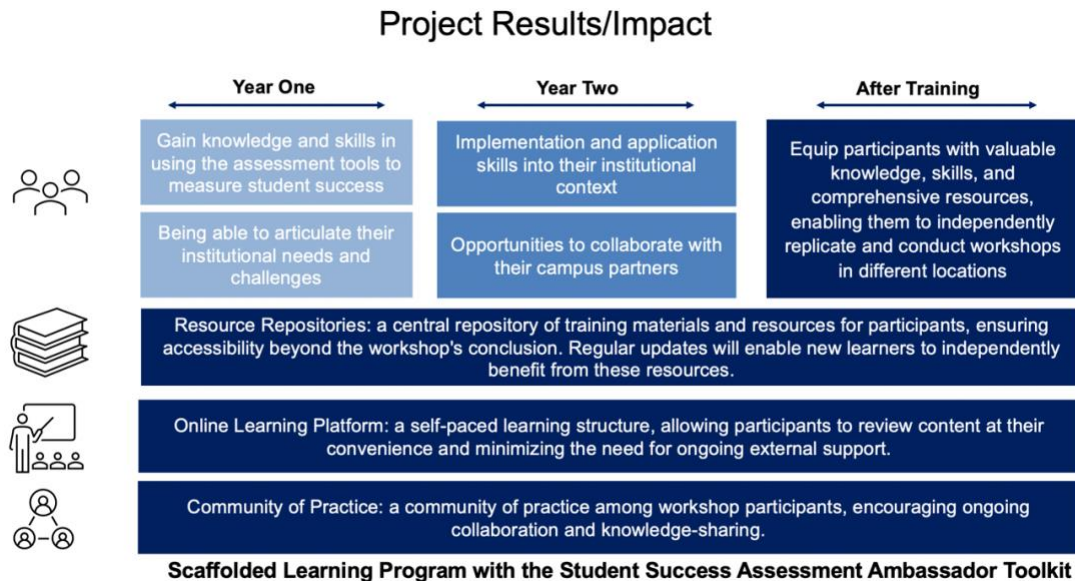 Project Results/Impact
Year One
Year Two
After Training
Gain knowledge and skills in
using the assessment tools to
measure student success
Being able to articulate their
institutional needs and
challenges
Implementation and application
skills into their institutional
context
Opportunities to collaborate with
their campus partners
Equip participants with valuable
knowledge, skills, and
comprehensive resources,
enabling them to independently
replicate and conduct workshops
in different locations
Resource Repositories: a central repository of training materials and resources for participants, ensuring
accessibility beyond the workshop's conclusion. Regular updates will enable new learners to independently
benefit from these resources.
Online Learning Platform: a self-paced learning structure, allowing participants to review content at their
convenience and minimizing the need for ongoing external support.
Community of Practice: a community of practice among workshop participants, encouraging ongoing
collaboration and knowledge-sharing.
Scaffolded Learning Program with the Student Success Assessment Ambassador Toolkit